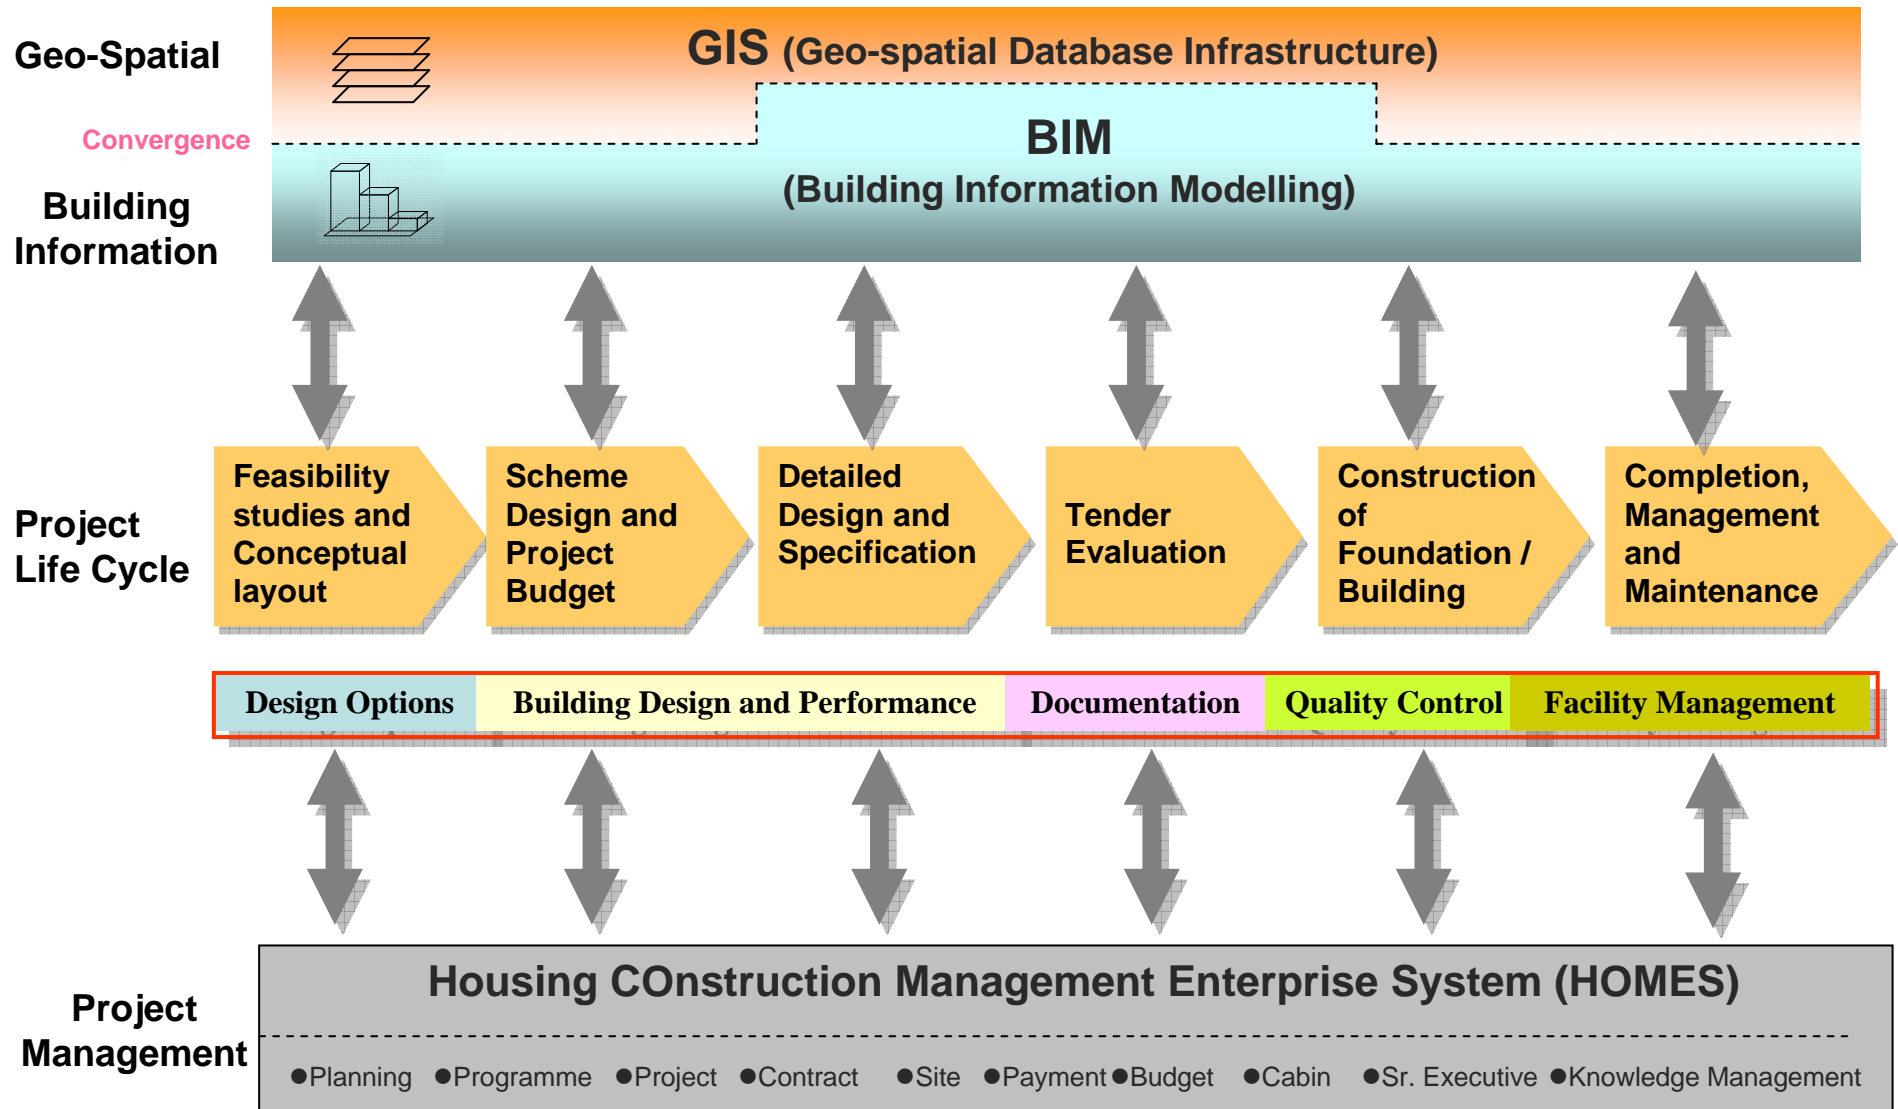 Geo-Spatial
GIS (Geo-spatial Database Infrastructure)
Convergence
BIM
(Building Information Modelling)
Building
Information
Project
Life Cycle
Feasibility
studies and
Conceptual
layout
Scheme
Design and
Project
Budget
Detailed
Design and
Specification
Tender
Evaluation
Construction
of
Foundation /
Building
Completion,
Management
and
Maintenance
Design Options
Building Design and Performance
Documentation
Quality Control
Facility Management
Project
Management
Housing COnstruction Management Enterprise System (HOMES)
●Planning ●Programme ●Project ●Contract ●Site ●Payment ●Budget ●Cabin ●Sr. Executive ●Knowledge Management